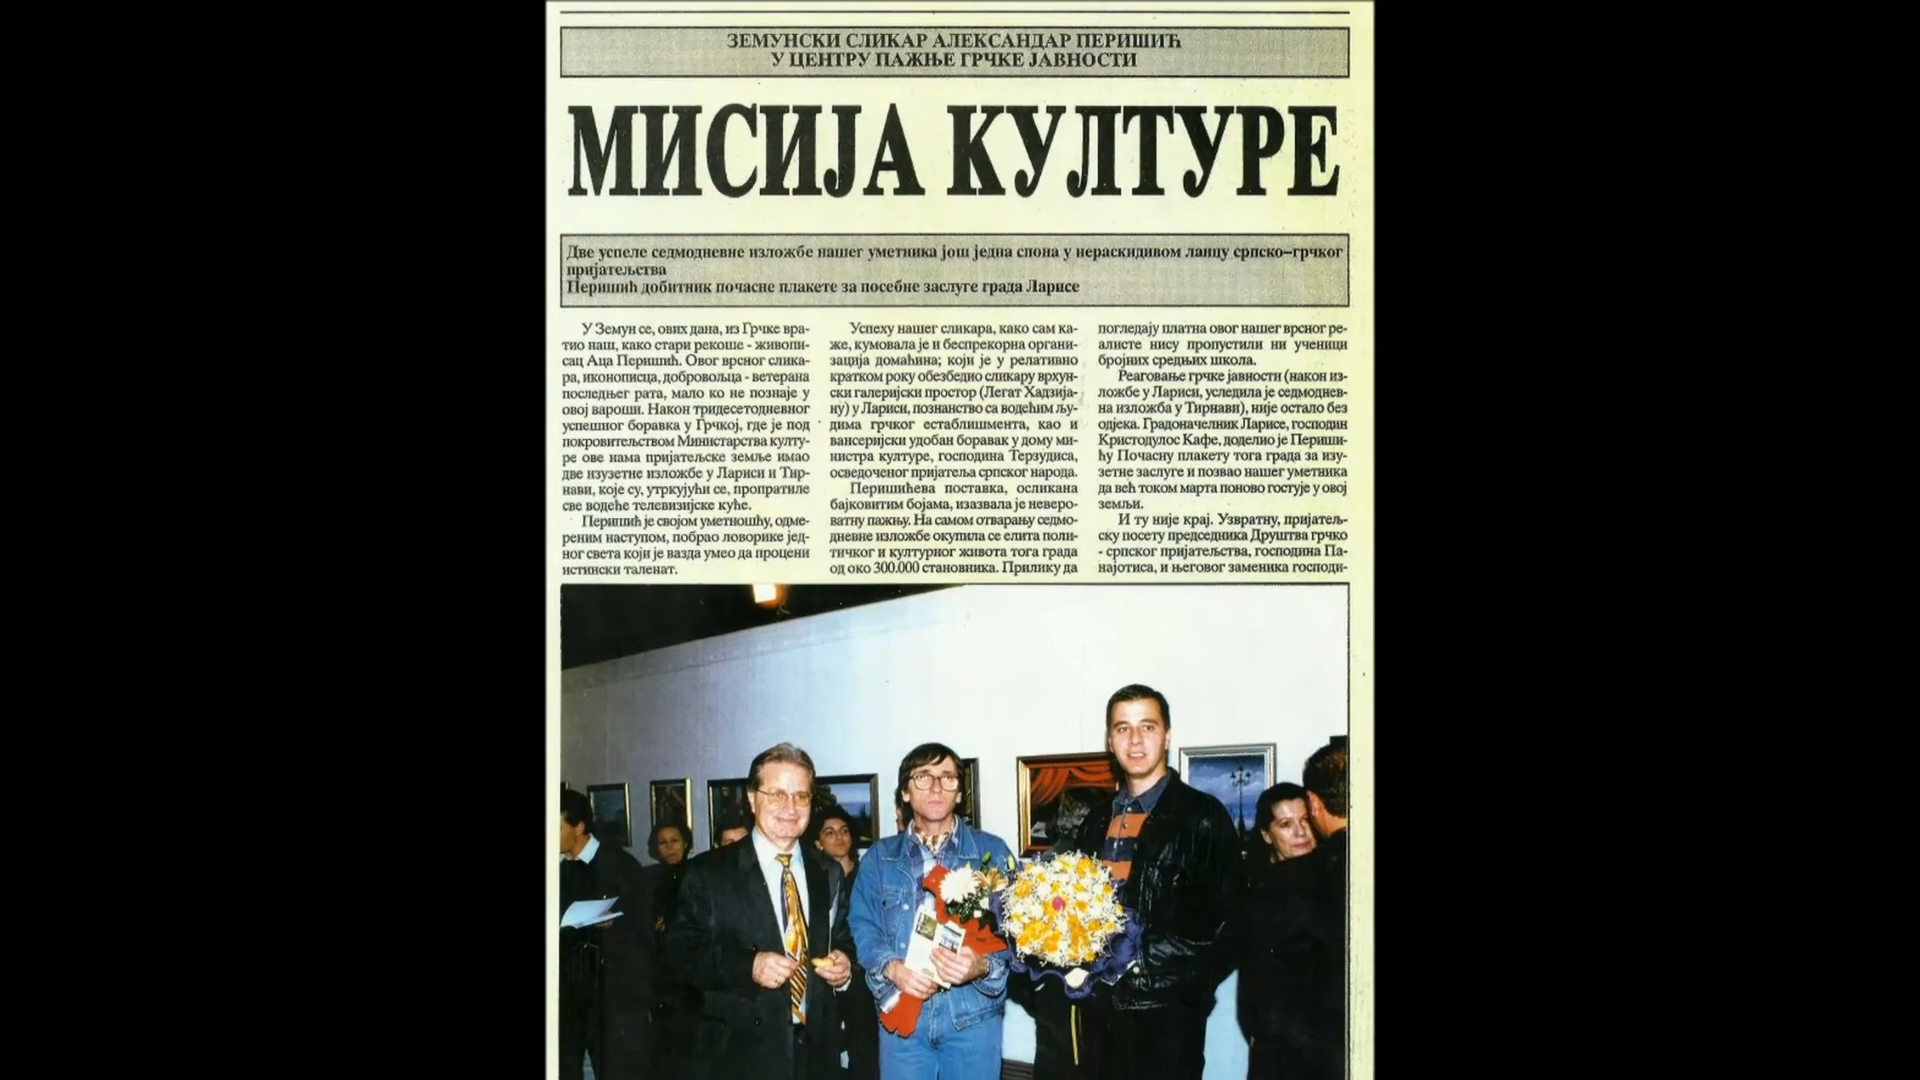 ЗЕМУНСКИ СЛИКАР АЛЕКСАНДАР ПЕРИШИЋ
У ЦЕНТРУ ПАЖЊЕ ГРЧКЕ ЈАВНОСТИ
МИСИЈА КУЛТУРЕ
Две успеле седмодневне изложбе нашег уметника још једна спона у нераскидивом ланцу српско–грчког
пријатељства
Перишић добитник почасне плакете за посебне заслуге града Ларисе
У Земун се, ових дана, из Грчке вра-
тио наш, како стари рекоше - живопи-
сац Аца Перишић. Овог врсног слика-
ра, иконописца, добровољца - ветерана
последњег рата, мало ко не познаје у
овој вароши. Након тридесетодневног
успешног боравка у Грчкој, где је под
покровитељством Министарства култу-
ре ове нама пријатељске земље имао
две изузетне изложбе у Лариси и Тир-
нави, које су, утркујући се, пропратиле
све водеће телевизијске куће.
Перишић је својом уметношћу, одме-
реним наступом, побрао ловорике јед-
ног света који је вазда умео да процени
истински таленат.
Успеху нашег сликара, како сам ка-
же, кумовала је и беспрекорна органи-
зација домаћина; који је у релативно
кратком року обезбедио сликару врхун-
ски галеријски простор (Легат Хадзија-
ну) у Лариси, познанство са водећим љу-
дима грчког естаблишмента, као и
вансеријски удобан боравак у дому ми-
нистра културе, господина Терзудиса,
осведоченог пријатеља српског народа.
Перишићева поставка, осликана
бајковитим бојама, изазвала је неверо-
ватну пажњу. На самом отварању седмо-
дневне изложбе окупила се елита поли-
тичког и културног живота тога града
од око 300.000 становника. Прилику да
погледају платна овог нашег врсног ре-
алисте нису пропустили ни ученици
бројних средњих школа.
Реаговање грчке јавности (након из-
ложбе у Лариси, уследила је седмоднев-
на изложба у Тирнави), није остало без
одјека. Градоначелник Ларисе, господин
Кристодулос Кафе, доделио је Периши-
ћу Почасну плакету тога града за изу-
зетне заслуге и позвао нашег уметника
да већ током марта поново гостује у овој
земљи.
И ту није крај. Узвратну, пријатељ-
ску посету председника Друштва грчко
- српског пријатељства, господина Па-
најотиса, и његовог заменика господи-